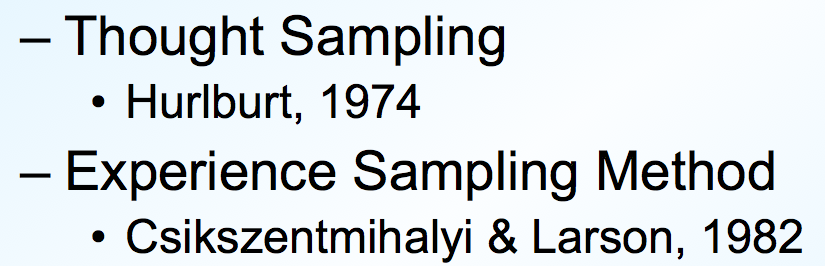 – Thought Sampling
• Hurlburt, 1974
– Experience Sampling Method
• Csikszentmihalyi & Larson, 1982